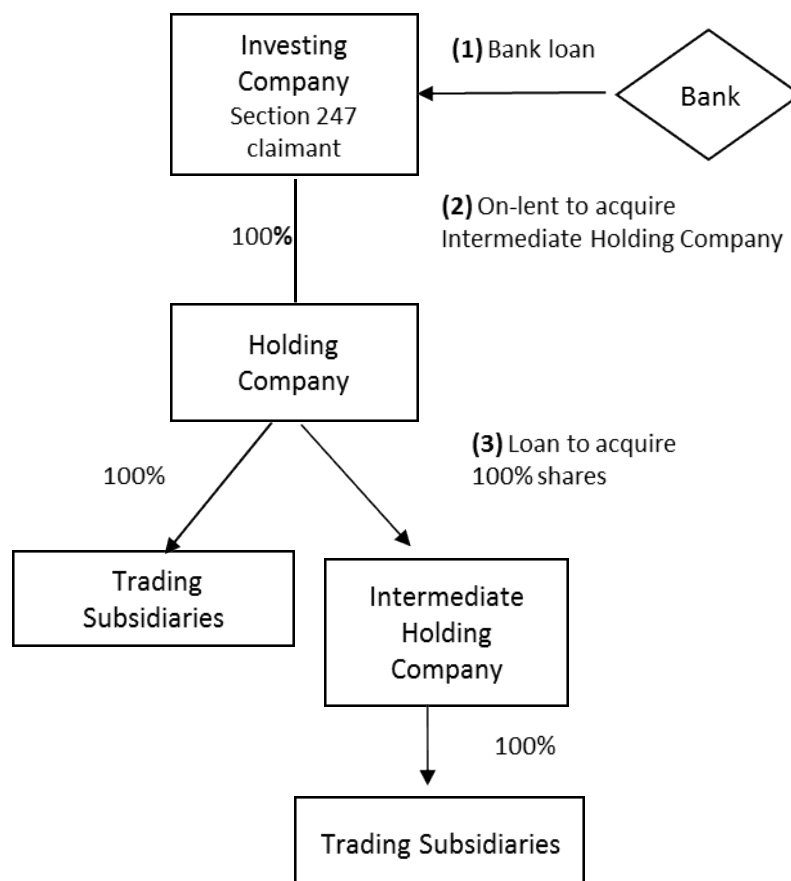 Investing
Company
Section 247
claimant
(1) Bank loan
Bank
(2) On-lent to acquire
Intermediate Holding Company
100%
Holding
Company
(3) Loan to acquire
100% shares
100%
Trading
Subsidiaries
Intermediate
Holding
Company
100%
Trading Subsidiaries